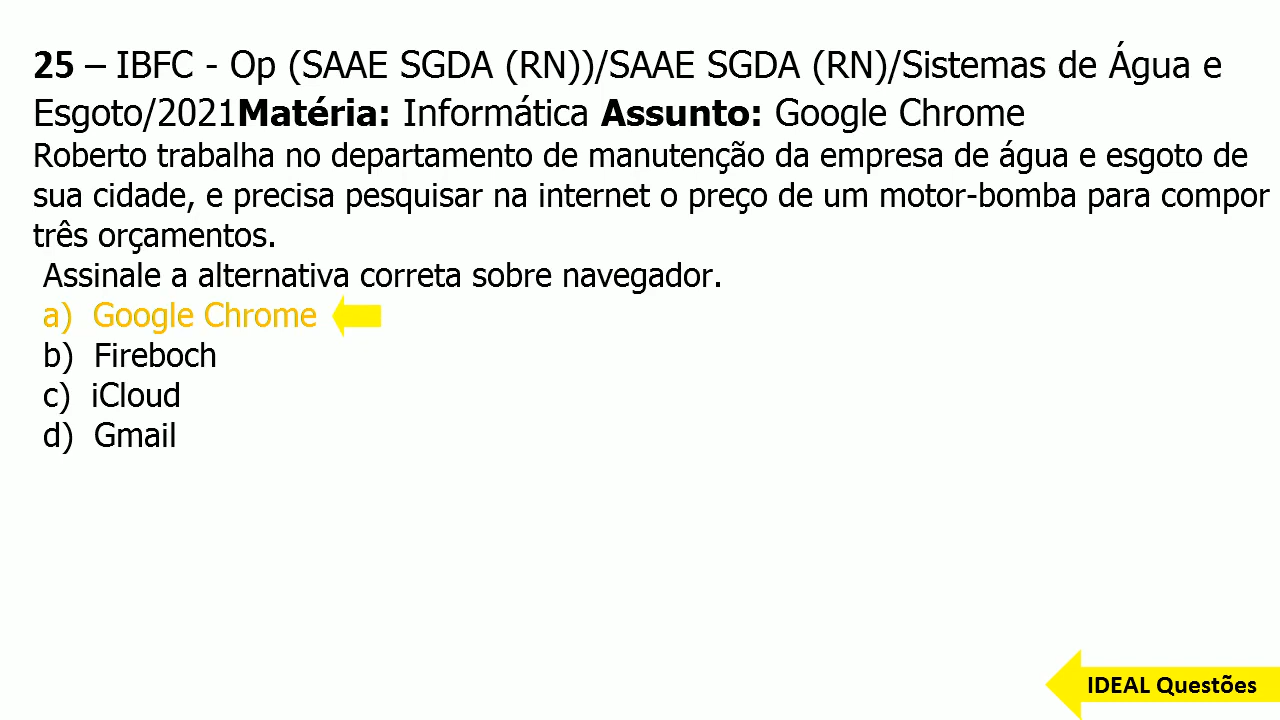 25 – IBFC - Op (SAAE SGDA (RN))/SAAE SGDA (RN)/Sistemas de Água e
Esgoto/2021Matéria: Informática Assunto: Google Chrome
Roberto trabalha no departamento de manutenção da empresa de água e esgoto de
sua cidade, e precisa pesquisar na internet o preço de um motor-bomba para compor
três orçamentos.
Assinale a alternativa correta sobre navegador.
a) Google Chrome
b) Fireboch
c) iCloud
d) Gmail
IDEAL Questões